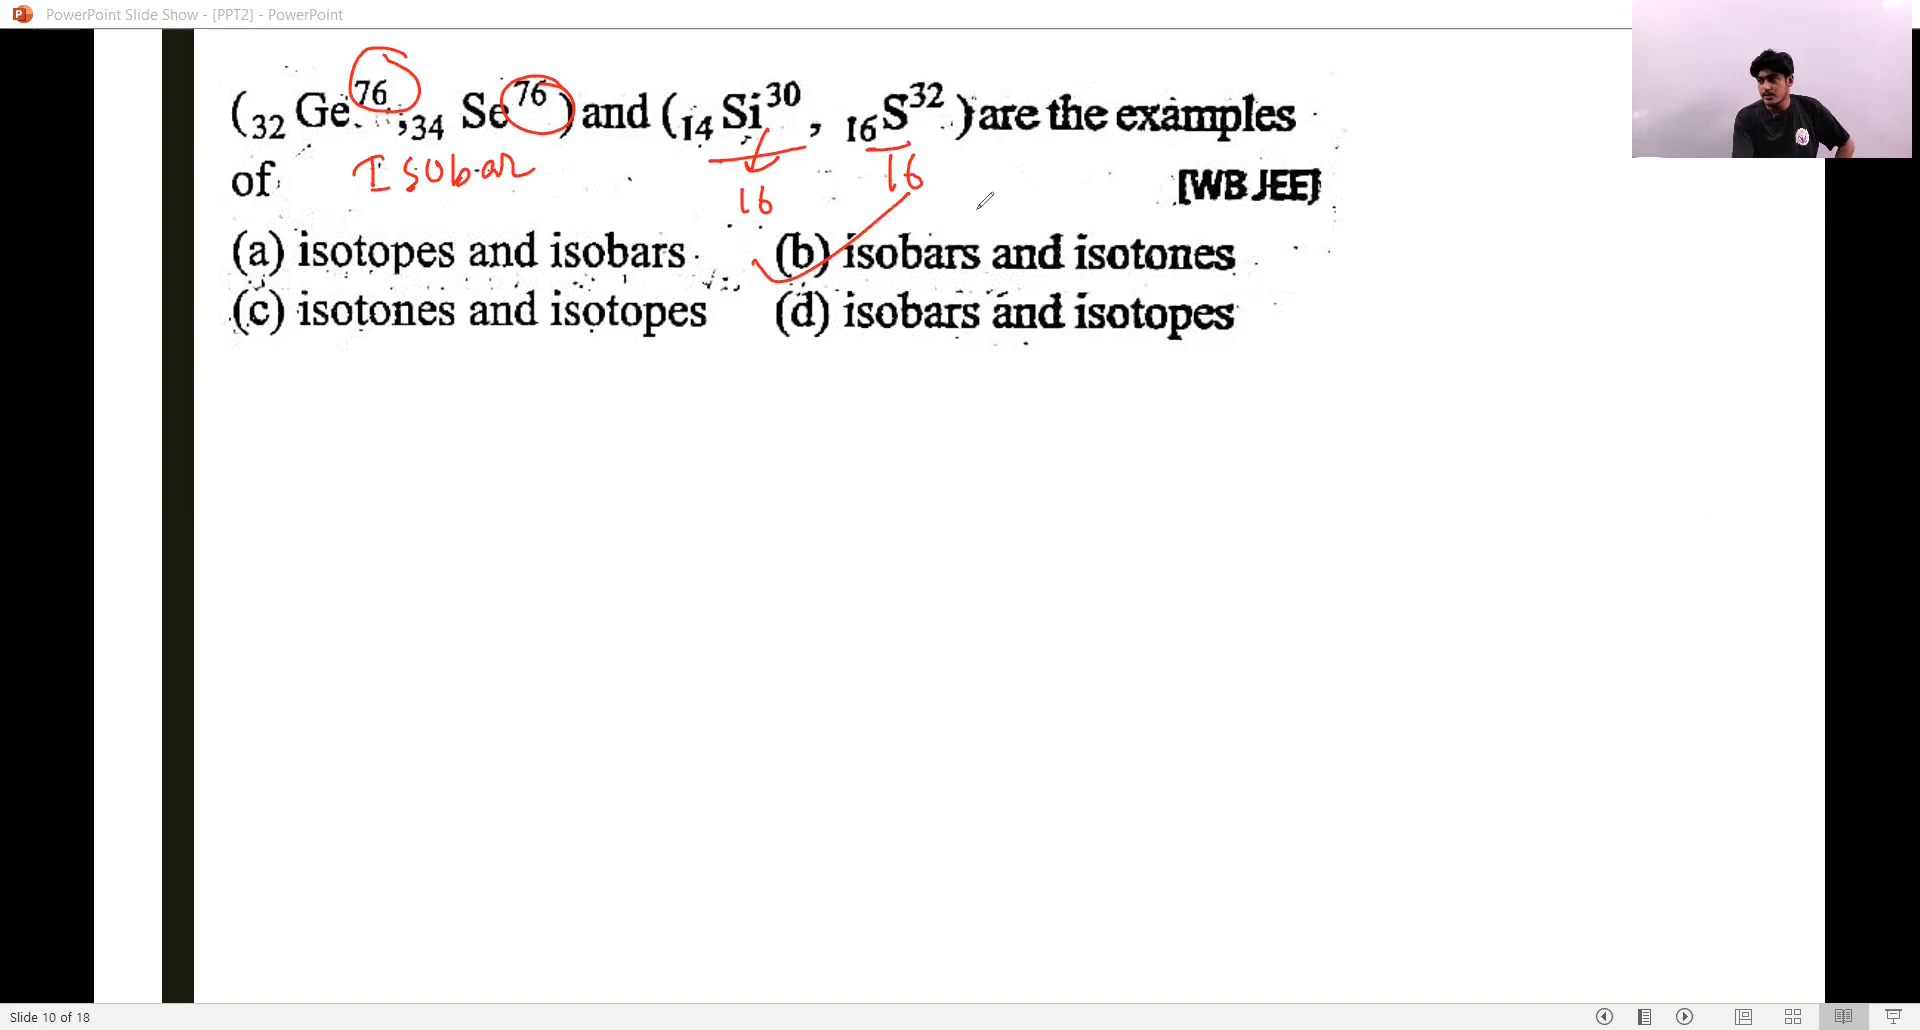 PowerPoint Slide Show - [PPT2] - PowerPoint
(₃₂Ge⁷⁶, ₃₄Se⁷⁶) and (₁₄Si³⁰, ₁₆S³²) are the examples
of
[WB JEE]
Isobar
16
16
(a) isotopes and isobars
(b) isobars and isotones
(c) isotones and isotopes
(d) isobars and isotopes
Slide 10 of 18